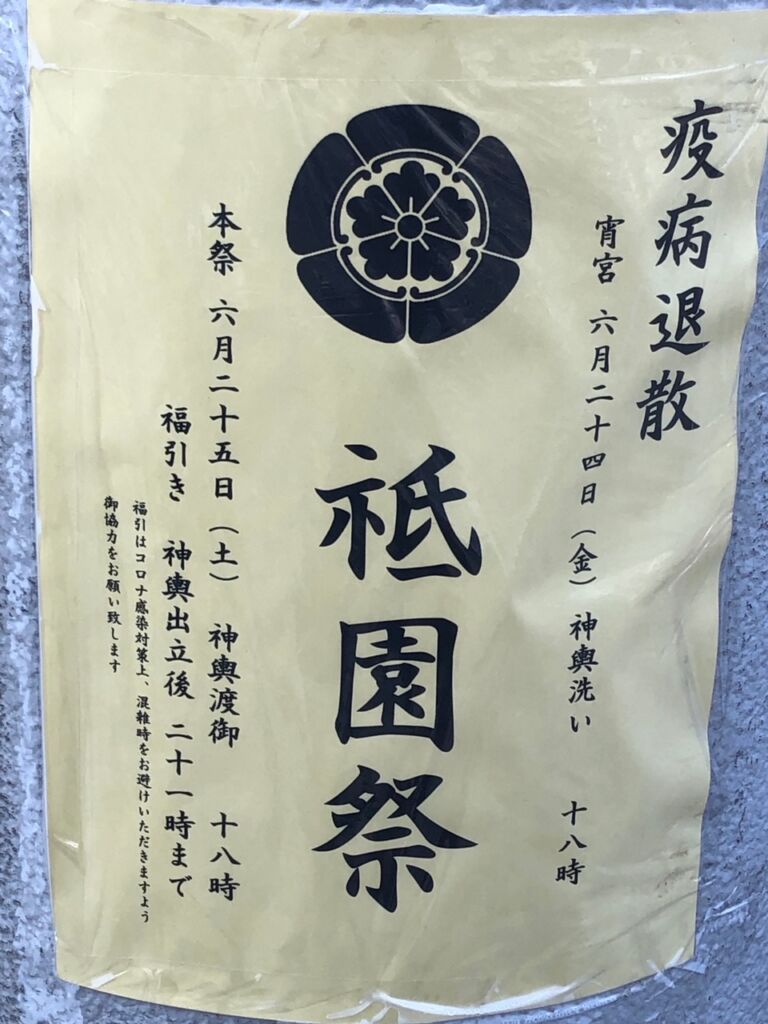 疫病退散
宵宮 六月二十四日(金) 神輿洗い 十八時
祗園祭
本祭 六月二十五日(土) 神輿渡御 十八時
福引き 神輿出立後 二十一時まで
福引はコロナ感染対策上、混雑時をお避けいただきますよう
御協力をお願い致します